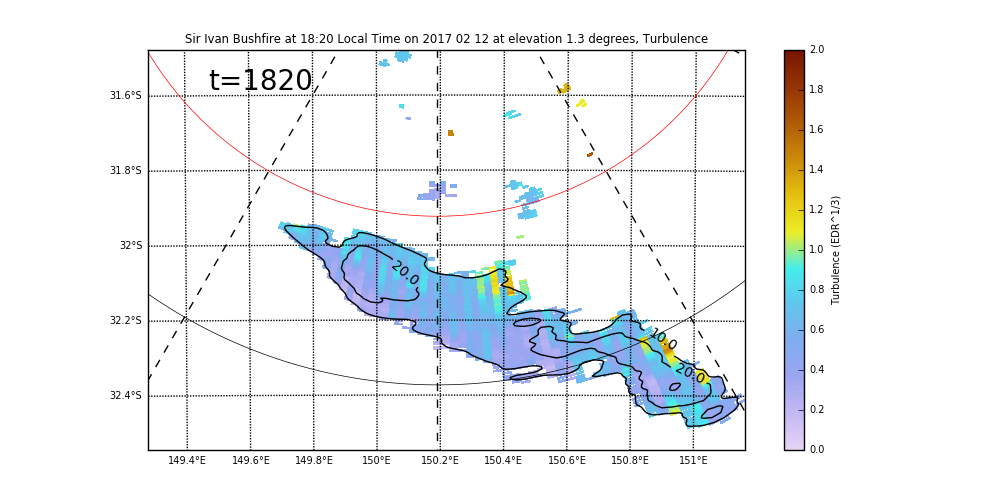 Sir Ivan Bushfire at 18:20 Local Time on 2017 02 12 at elevation 1.3 degrees, Turbulence
t=1820
31.6°S
31.8°S
32°S
32.2°S
32.4°S
149.4°E 149.6°E 149.8°E 150°E 150.2°E 150.4°E 150.6°E 150.8°E 151°E
20.0
10.0
20.0
2.0
1.8
1.6
1.4
1.2
1.0
0.8
0.6
0.4
0.2
0.0
Turbulence (EDR^1/3)